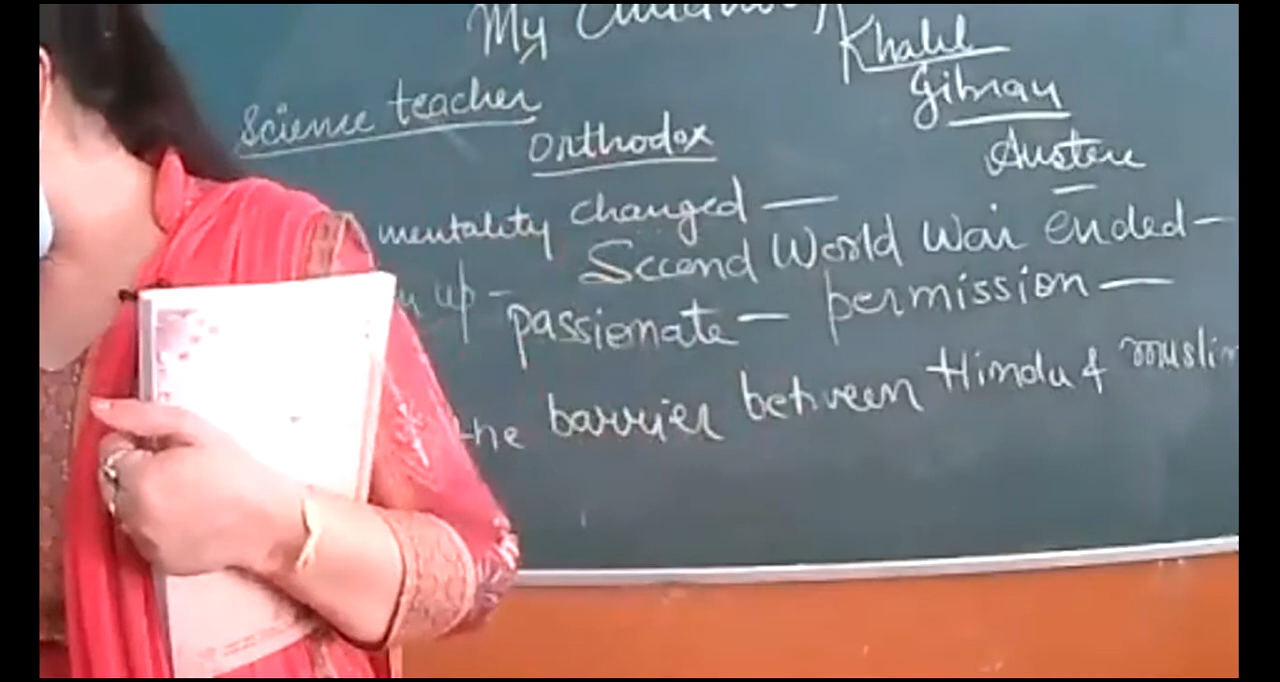 My Childhood
Khalil
Gibran
Science teacher
Orthodox
Austere
mentality changed —
Second World War ended —
up - passionate — permission —
the barrier between Hindu & muslim